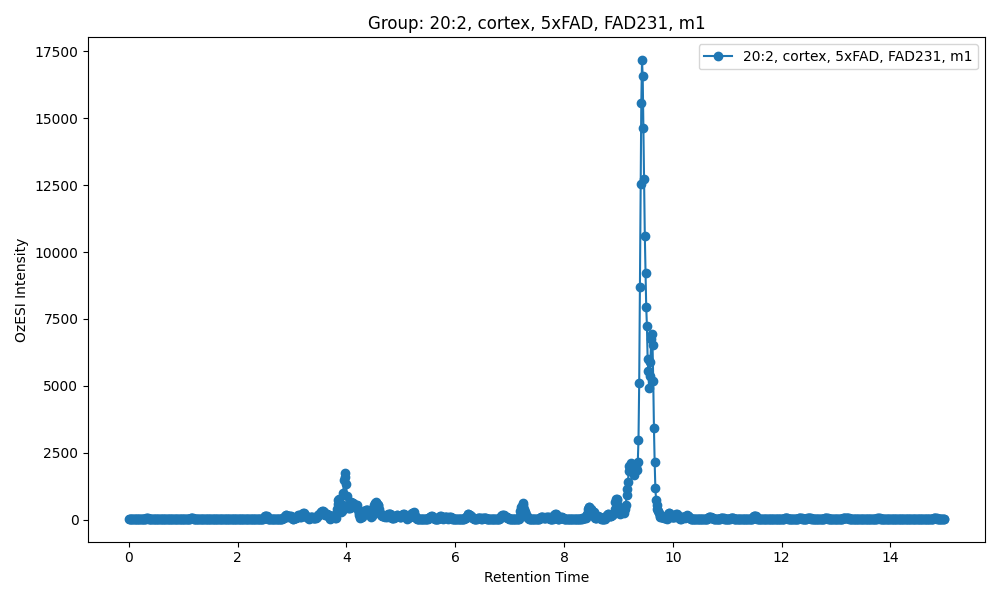 Group: 20:2, cortex, 5xFAD, FAD231, m1
20:2, cortex, 5xFAD, FAD231, m1
OzESI Intensity
17500
15000
12500
10000
7500
5000
2500
0
0 2 4 6 8 10 12 14
Retention Time